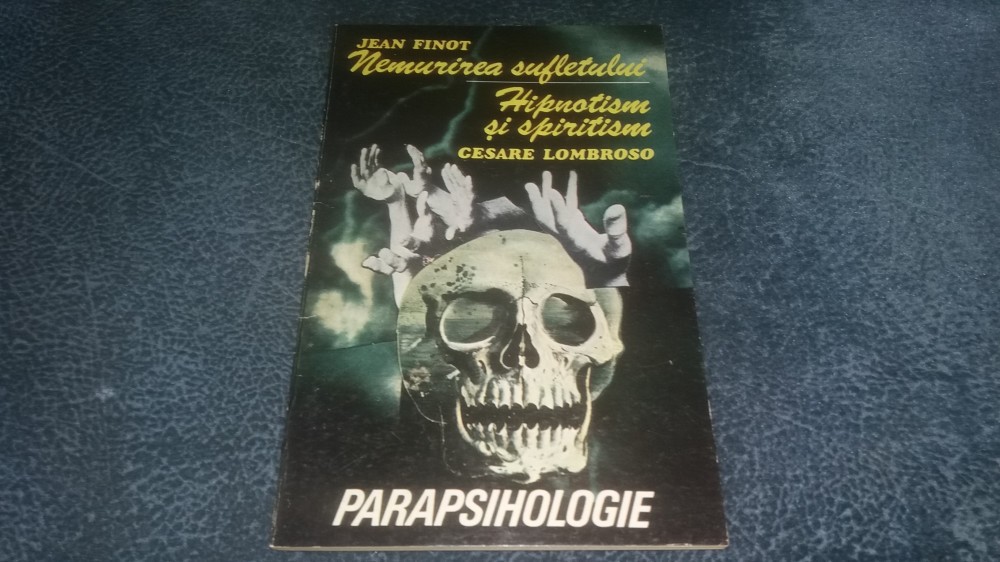 JEAN FINOT
Nemurirea sufletului
Hipnotism
și spiritism
CESARE LOMBROSO
PARAPSIHOLOGIE